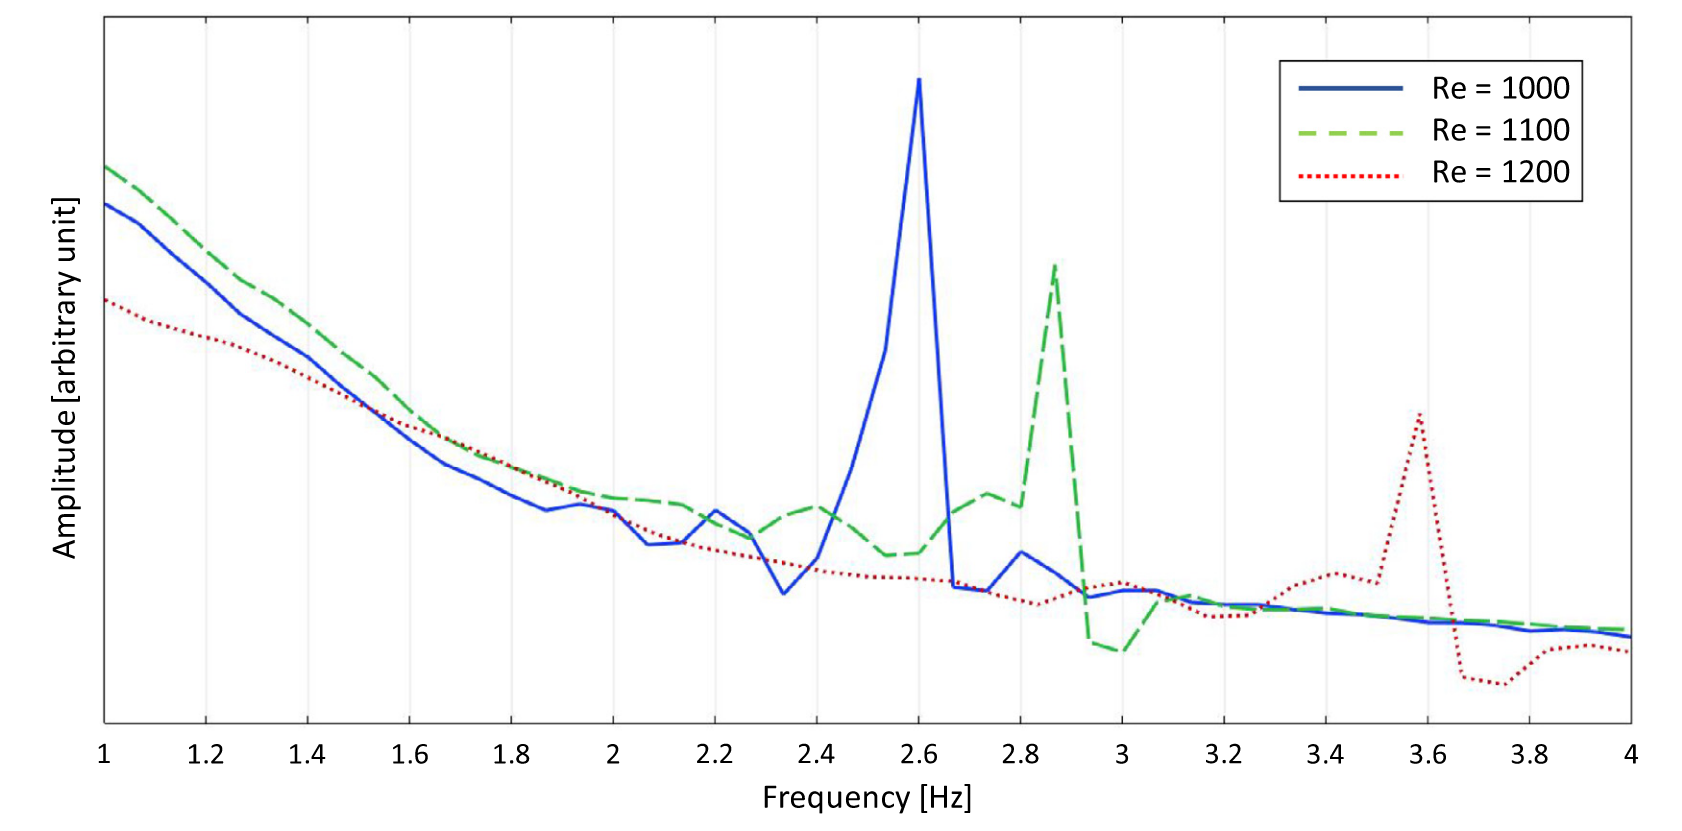 Re = 1000
Re = 1100
Re = 1200
Amplitude [arbitrary unit]
1 1.2 1.4 1.6 1.8 2 2.2 2.4 2.6 2.8 3 3.2 3.4 3.6 3.8 4
Frequency [Hz]